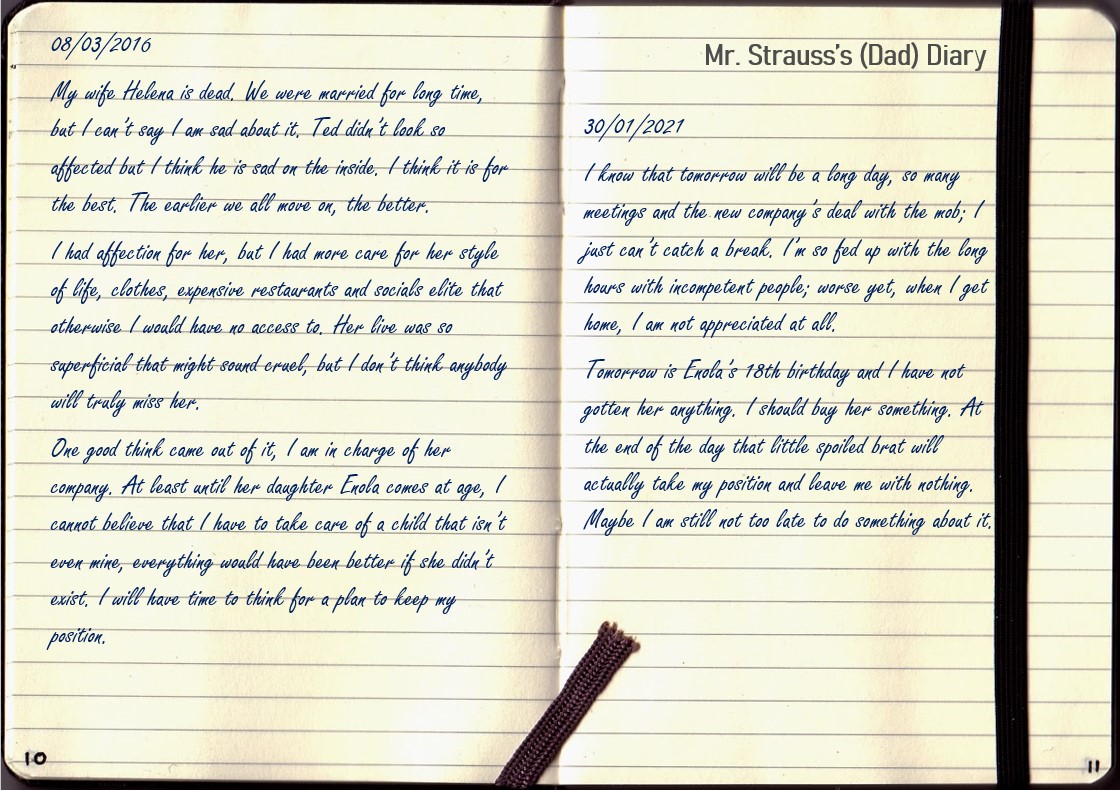 08/03/2016
My wife Helena is dead. We were married for long time,
but I can't say I am sad about it. Ted didn't look so
affected but I think he is sad on the inside. I think it is for
the best. The earlier we all move on, the better.
I had affection for her, but I had more care for her style
of life, clothes, expensive restaurants and socials elite that
otherwise I would have no access to. Her live was so
superficial that might sound cruel, but I don't think anybody
will truly miss her.
One good think came out of it, I am in charge of her
company. At least until her daughter Enola comes at age, I
cannot believe that I have to take care of a child that isn't
even mine, everything would have been better if she didn't
exist. I will have time to think for a plan to keep my
position.
10
Mr. Strauss's (Dad) Diary
30/01/2021
I know that tomorrow will be a long day, so many
meetings and the new company's deal with the mob; I
just can't catch a break. I'm so fed up with the long
hours with incompetent people; worse yet, when I get
home, I am not appreciated at all.
Tomorrow is Enola's 18th birthday and I have not
gotten her anything. I should buy her something. At
the end of the day that little spoiled brat will
actually take my position and leave me with nothing.
Maybe I am still not too late to do something about it.
11